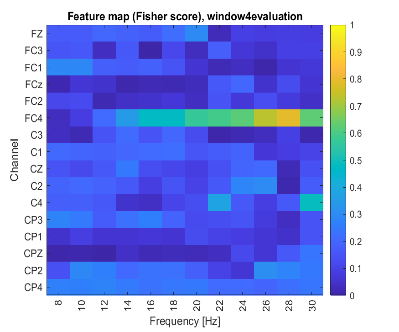 Feature map (Fisher score), window4evaluation
Channel
FZ
FC3
FC1
FCz
FC2
FC4
C3
C1
CZ
C2
C4
CP3
CP1
CPZ
CP2
CP4
8 10 12 14 16 18 20 22 24 26 28 30
Frequency [Hz]
1
0.9
0.8
0.7
0.6
0.5
0.4
0.3
0.2
0.1
0